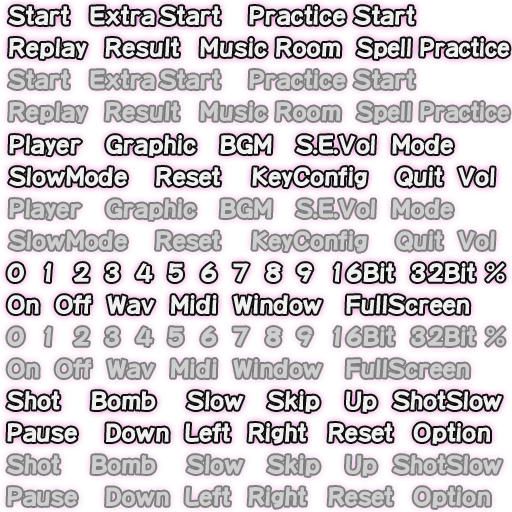 Start Extra Start Practice Start
Replay Result Music Room Spell Practice
Start Extra Start Practice Start
Replay Result Music Room Spell Practice
Player Graphic BGM S.E.Vol Mode
SlowMode Reset KeyConfig Quit Vol
Player Graphic BGM S.E.Vol Mode
SlowMode Reset KeyConfig Quit Vol
0 1 2 3 4 5 6 7 8 9 16Bit 32Bit %
On Off Wav Midi Window FullScreen
0 1 2 3 4 5 6 7 8 9 16Bit 32Bit %
On Off Wav Midi Window FullScreen
Shot Bomb Slow Skip Up ShotSlow
Pause Down Left Right Reset Option
Shot Bomb Slow Skip Up ShotSlow
Pause Down Left Right Reset Option